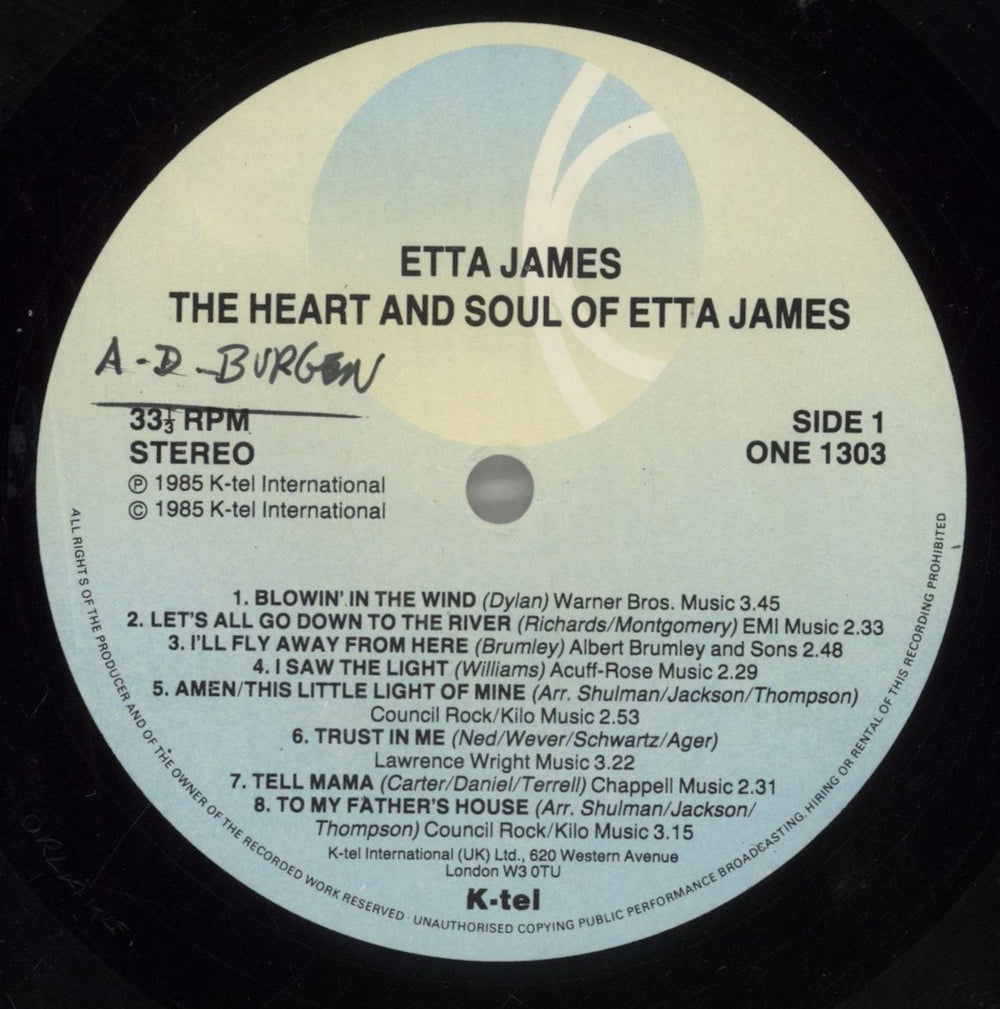 ETTA JAMES
THE HEART AND SOUL OF ETTA JAMES
A-D-BURGEN
33⅓ RPM
STEREO
Ⓟ 1985 K-tel International
© 1985 K-tel International
SIDE 1
ONE 1303
1. BLOWIN' IN THE WIND (Dylan) Warner Bros. Music 3.45
2. LET'S ALL GO DOWN TO THE RIVER (Richards/Montgomery) EMI Music 2.33
3. I'LL FLY AWAY FROM HERE (Brumley) Albert Brumley and Sons 2.48
4. I SAW THE LIGHT (Williams) Acuff-Rose Music 2.29
5. AMEN/THIS LITTLE LIGHT OF MINE (Arr. Shulman/Jackson/Thompson)
Council Rock/Kilo Music 2.53
6. TRUST IN ME (Ned/Wever/Schwartz/Ager)
Lawrence Wright Music 3.22
7. TELL MAMA (Carter/Daniel/Terrell) Chappell Music 2.31
8. TO MY FATHER'S HOUSE (Arr. Shulman/Jackson/
Thompson) Council Rock/Kilo Music 3.15
K-tel International (UK) Ltd., 620 Western Avenue
London W3 0TU
K-tel
ALL RIGHTS OF THE PRODUCER AND OF THE OWNER OF THE RECORDED WORK RESERVED · UNAUTHORISED COPYING PUBLIC PERFORMANCE BROADCASTING, HIRING OR RENTAL OF THIS RECORDING PROHIBITED